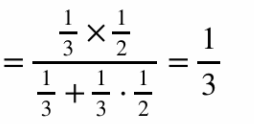 = (1/3 × 1/2) / (1/3 + 1/3 · 1/2) = 1/3